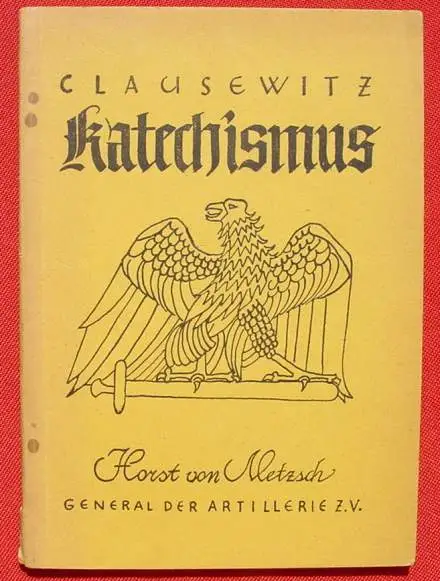 CLAUSEWITZ
Katechismus
Horst von Metzsch
GENERAL DER ARTILLERIE Z.V.